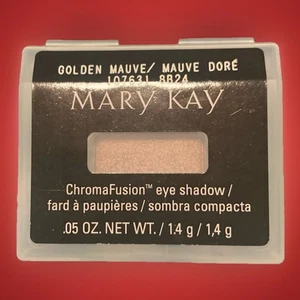 GOLDEN MAUVE/ MAUVE DORÉ
107631 8B24
MARY KAY
ChromaFusion™ eye shadow /
fard à paupières / sombra compacta
.05 OZ. NET WT. / 1.4 g / 1,4 g